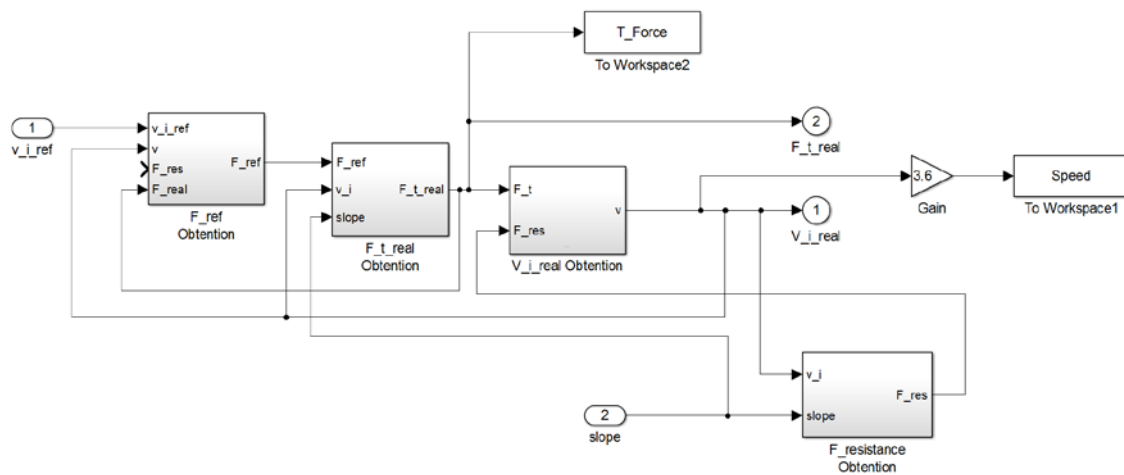 T_Force
To Workspace2
1
v_i_ref
v_i_ref
v
F_res
F_real
F_ref
F_ref
Obtention
F_ref
v_i
slope
F_t_real
F_t_real
Obtention
F_t
F_res
v
V_i_real Obtention
2
F_t_real
3.6
Gain
Speed
To Workspace1
1
V_i_real
2
slope
v_i
slope
F_res
F_resistance
Obtention